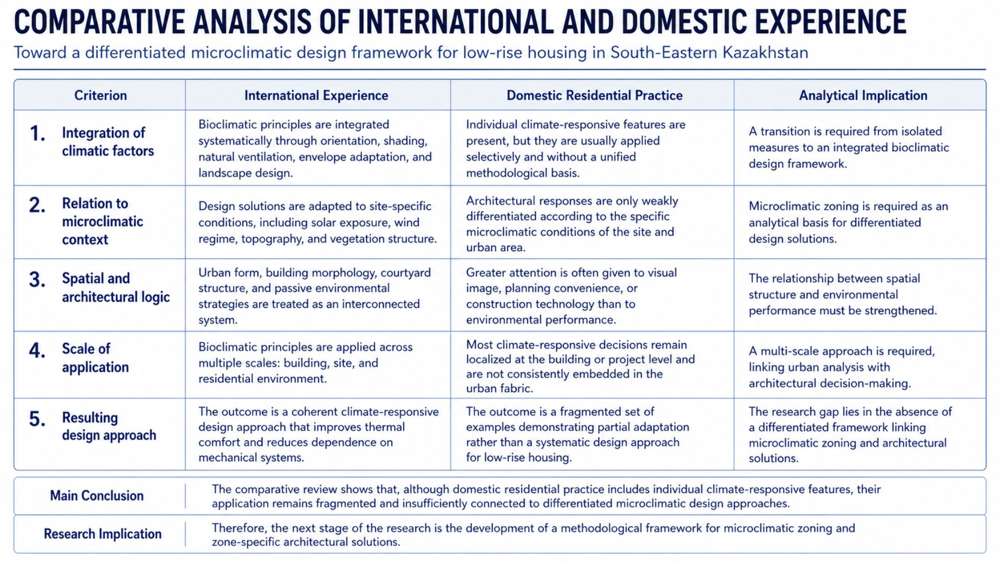 COMPARATIVE ANALYSIS OF INTERNATIONAL AND DOMESTIC EXPERIENCE
Toward a differentiated microclimatic design framework for low-rise housing in South-Eastern Kazakhstan
Criterion
International Experience
Domestic Residential Practice
Analytical Implication
1.
Integration of
climatic factors
Bioclimatic principles are integrated
systematically through orientation, shading,
natural ventilation, envelope adaptation, and
landscape design.
Individual climate-responsive features are
present, but they are usually applied
selectively and without a unified
methodological basis.
A transition is required from isolated
measures to an integrated bioclimatic
design framework.
2.
Relation to
microclimatic
context
Design solutions are adapted to site-specific
conditions, including solar exposure, wind
regime, topography, and vegetation structure.
Architectural responses are only weakly
differentiated according to the specific
microclimatic conditions of the site and
urban area.
Microclimatic zoning is required as an
analytical basis for differentiated
design solutions.
3.
Spatial and
architectural logic
Urban form, building morphology, courtyard
structure, and passive environmental
strategies are treated as an interconnected
system.
Greater attention is often given to visual
image, planning convenience, or
construction technology than to
environmental performance.
The relationship between spatial
structure and environmental
performance must be strengthened.
4.
Scale of
application
Bioclimatic principles are applied across
multiple scales: building, site, and
residential environment.
Most climate-responsive decisions remain
localized at the building or project level and
are not consistently embedded in the
urban fabric.
A multi-scale approach is required,
linking urban analysis with
architectural decision-making.
5.
Resulting
design approach
The outcome is a coherent climate-responsive
design approach that improves thermal
comfort and reduces dependence on
mechanical systems.
The outcome is a fragmented set of
examples demonstrating partial adaptation
rather than a systematic design approach
for low-rise housing.
The research gap lies in the absence of
a differentiated framework linking
microclimatic zoning and architectural
solutions.
Main Conclusion
The comparative review shows that, although domestic residential practice includes individual climate-responsive features, their
application remains fragmented and insufficiently connected to differentiated microclimatic design approaches.
Research Implication
Therefore, the next stage of the research is the development of a methodological framework for microclimatic zoning and
zone-specific architectural solutions.